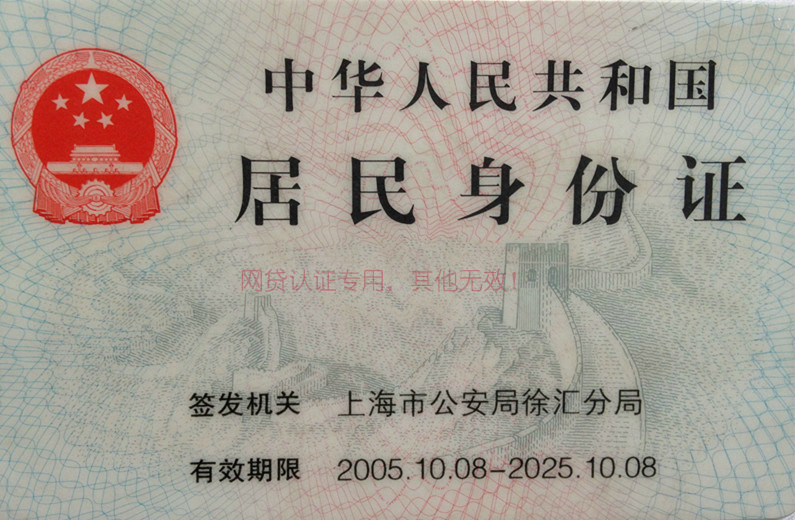 中华人民共和国
居民身份证
网贷认证专用，其他无效！
签发机关 上海市公安局徐汇分局
有效期限 2005.10.08-2025.10.08